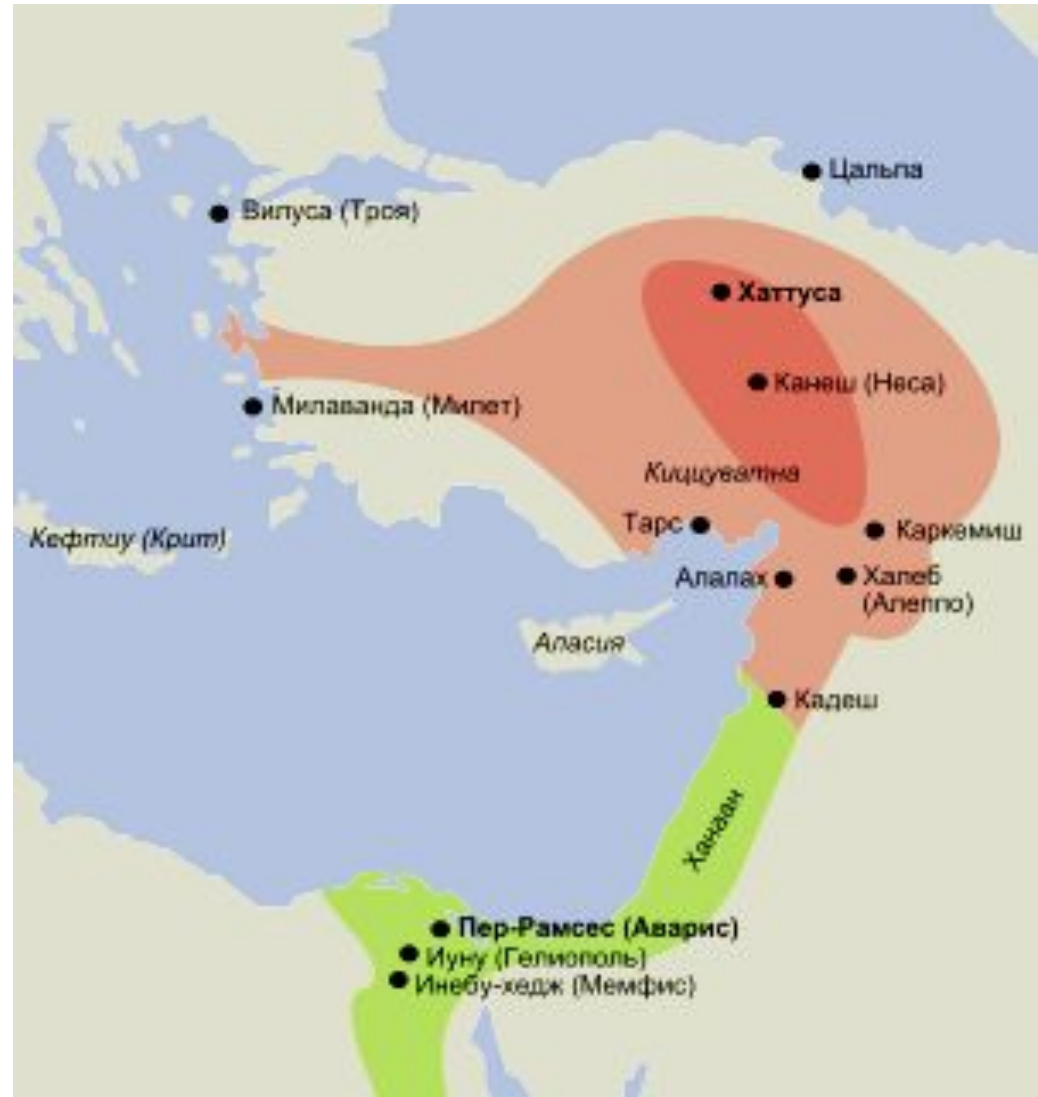 Цальпа
Вилуса (Троя)
Хаттуса
Канеш (Неса)
Милаванда (Милет)
Киццуватна
Тарс
Каркемиш
Кефтиу (Крит)
Алалах
Халеб
(Алеппо)
Аласия
Кадеш
Ханаан
Пер-Рамсес (Аварис)
Иуну (Гелиополь)
Инебу-хедж (Мемфис)